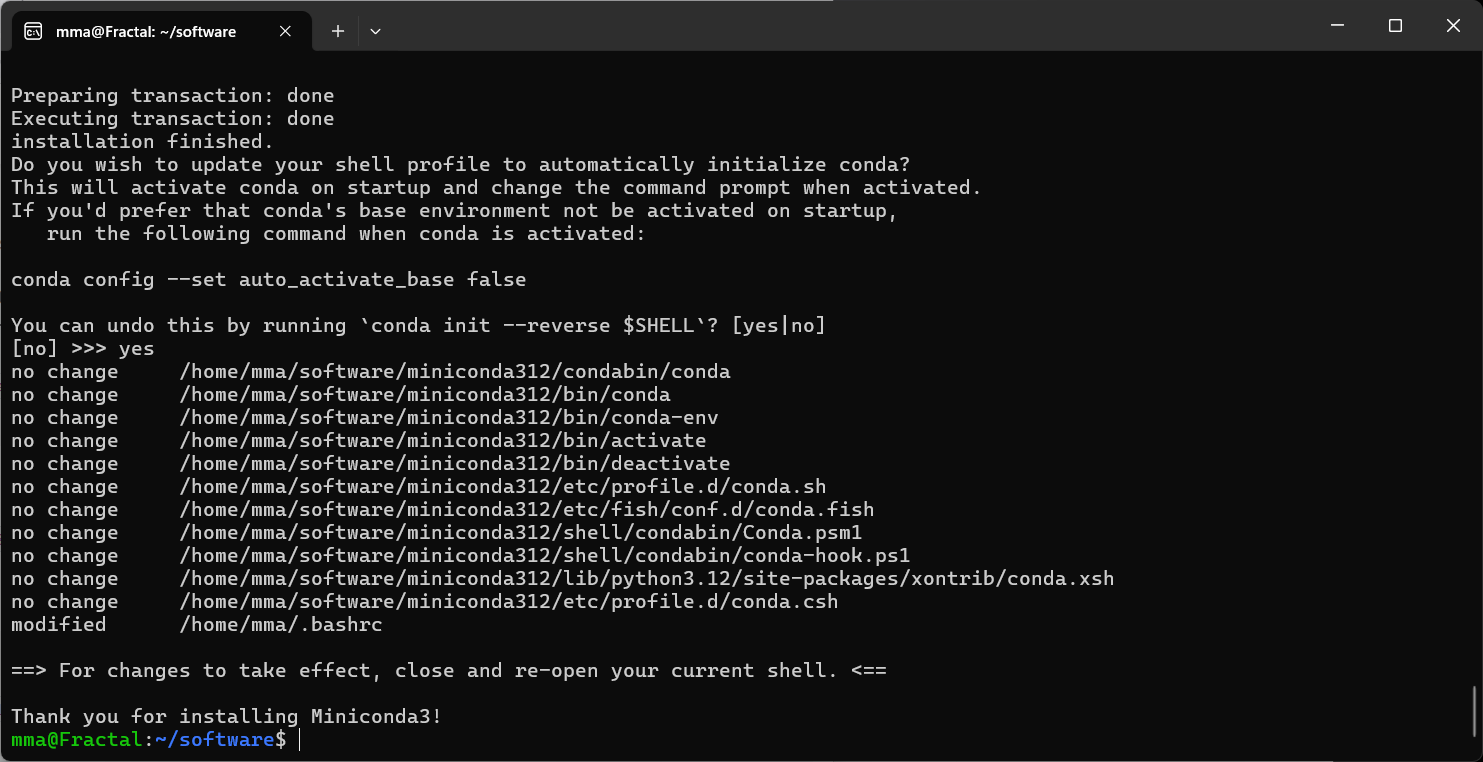 mma@Fractal: ~/software
Preparing transaction: done
Executing transaction: done
installation finished.
Do you wish to update your shell profile to automatically initialize conda?
This will activate conda on startup and change the command prompt when activated.
If you'd prefer that conda's base environment not be activated on startup,
   run the following command when conda is activated:

conda config --set auto_activate_base false

You can undo this by running `conda init --reverse $SHELL`? [yes|no]
[no] >>> yes
no change     /home/mma/software/miniconda312/condabin/conda
no change     /home/mma/software/miniconda312/bin/conda
no change     /home/mma/software/miniconda312/bin/conda-env
no change     /home/mma/software/miniconda312/bin/activate
no change     /home/mma/software/miniconda312/bin/deactivate
no change     /home/mma/software/miniconda312/etc/profile.d/conda.sh
no change     /home/mma/software/miniconda312/etc/fish/conf.d/conda.fish
no change     /home/mma/software/miniconda312/shell/condabin/Conda.psm1
no change     /home/mma/software/miniconda312/shell/condabin/conda-hook.ps1
no change     /home/mma/software/miniconda312/lib/python3.12/site-packages/xontrib/conda.xsh
no change     /home/mma/software/miniconda312/etc/profile.d/conda.csh
modified      /home/mma/.bashrc

==> For changes to take effect, close and re-open your current shell. <==

Thank you for installing Miniconda3!
mma@Fractal:~/software$